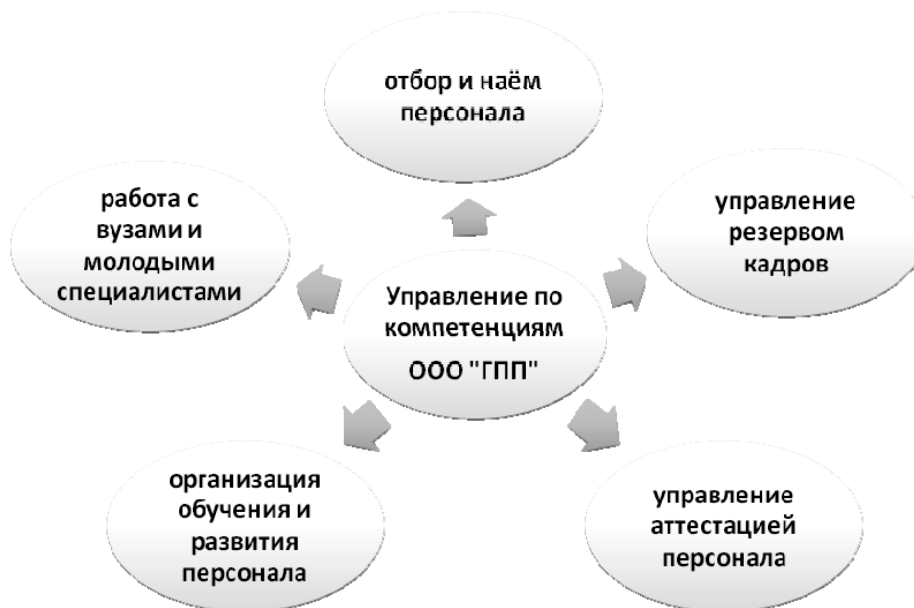 отбор и наём
персонала
работа с
вузами и
молодыми
специалистами
управление
резервом
кадров
Управление по
компетенциям
ООО "ГПП"
организация
обучения и
развития
персонала
управление
аттестацией
персонала